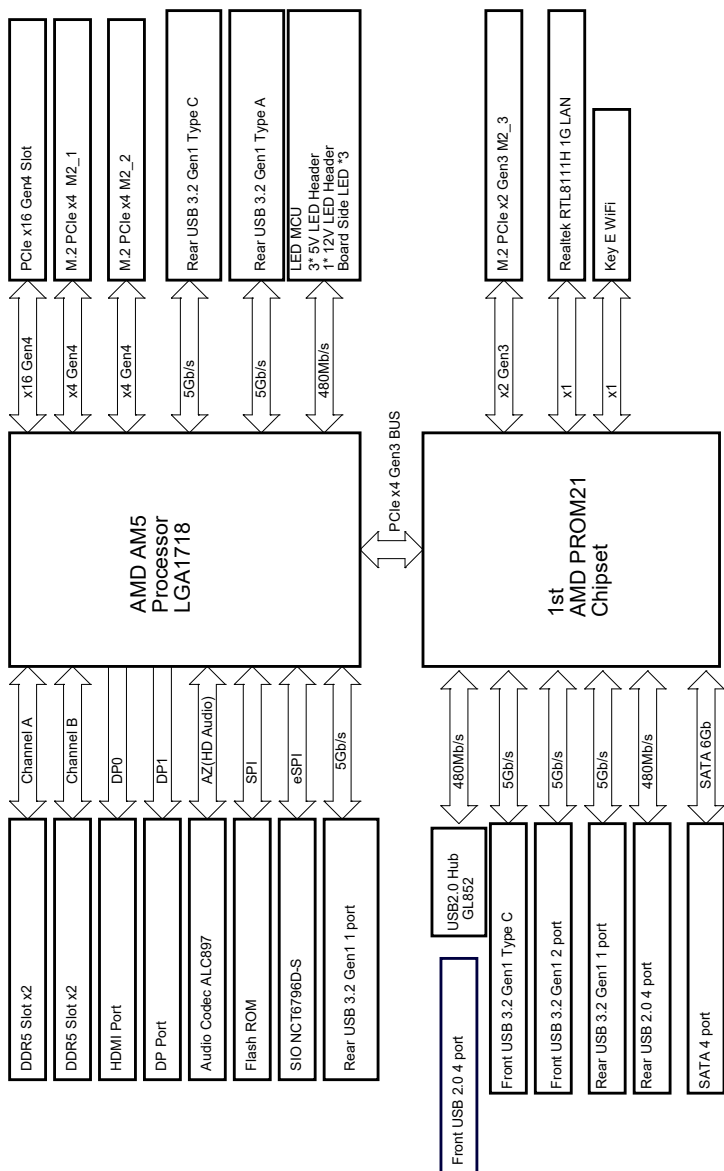 PCIe x16 Gen4 Slot
M.2 PCIe x4 M2_1
M.2 PCIe x4 M2_2
Rear USB 3.2 Gen1 Type C
Rear USB 3.2 Gen1 Type A
LED MCU
3* 5V LED Header
1* 12V LED Header
Board Side LED *3
x16 Gen4
x4 Gen4
x4 Gen4
5Gb/s
5Gb/s
480Mb/s
AMD AM5
Processor
LGA1718
Channel A
Channel B
DP0
DP1
AZ(HD Audio)
SPI
eSPI
5Gb/s
DDR5 Slot x2
DDR5 Slot x2
HDMI Port
DP Port
Audio Codec ALC897
Flash ROM
SIO NCT6796D-S
Rear USB 3.2 Gen1 1 port
PCIe x4 Gen3 BUS
M.2 PCIe x2 Gen3 M2_3
Realtek RTL8111H 1G LAN
Key E WiFi
x2 Gen3
x1
x1
1st
AMD PROM21
Chipset
480Mb/s
5Gb/s
5Gb/s
5Gb/s
480Mb/s
SATA 6Gb
USB2.0 Hub
GL852
Front USB 2.0 4 port
Front USB 3.2 Gen1 Type C
Front USB 3.2 Gen1 2 port
Rear USB 3.2 Gen1 1 port
Rear USB 2.0 4 port
SATA 4 port